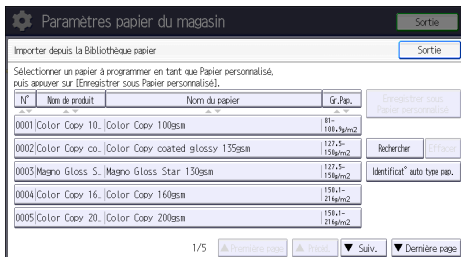 Paramètres papier du magasin
Sortie
Importer depuis la Bibliothèque papier
Sortie
Sélectionner un papier à programmer en tant que Papier personnalisé,
puis appuyer sur [Enregistrer sous Papier personnalisé].
N° Nom de produit Nom du papier Gr.Pap.
Enregistrer sous
Papier personnalisé
0001 Color Copy 10.. Color Copy 100gsm 81-
100.9g/m2
0002 Color Copy co.. Color Copy coated glossy 135gsm 127.5-
150g/m2
Rechercher Effacer
0003 Magno Gloss S.. Magno Gloss Star 130gsm 127.5-
150g/m2
Identificat° auto type pap.
0004 Color Copy 16.. Color Copy 160gsm 150.1-
216g/m2
0005 Color Copy 20.. Color Copy 200gsm 150.1-
216g/m2
1/5 ▲ Première page ▲ Précéd. ▼ Suiv. ▼ Dernière page